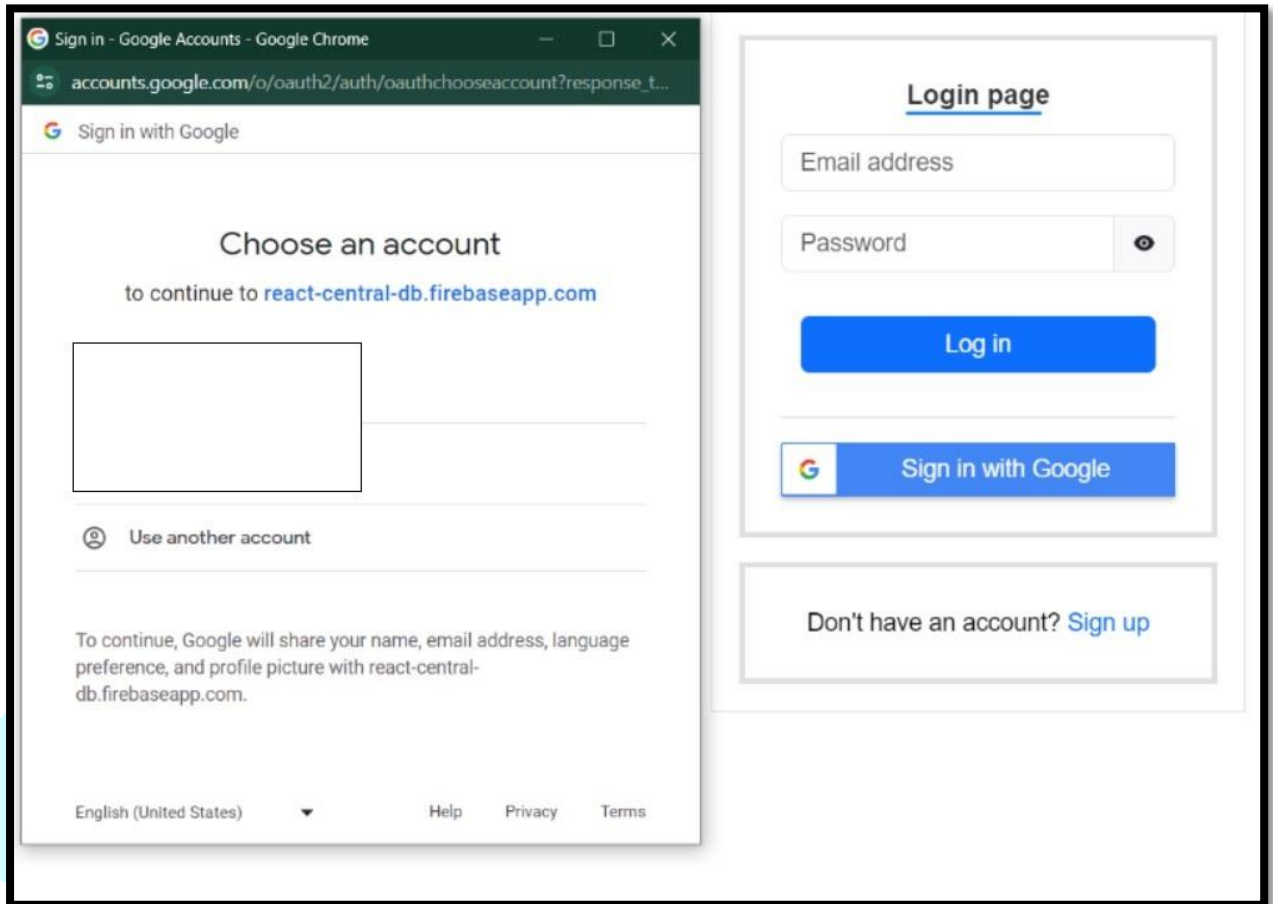 Sign in - Google Accounts - Google Chrome
accounts.google.com/o/oauth2/auth/oauthchooseaccount?response_t...
Sign in with Google
Choose an account
to continue to react-central-db.firebaseapp.com
Use another account
To continue, Google will share your name, email address, language
preference, and profile picture with react-central-
db.firebaseapp.com.
English (United States)
Help Privacy Terms
Login page
Email address
Password
Log in
G Sign in with Google
Don't have an account? Sign up